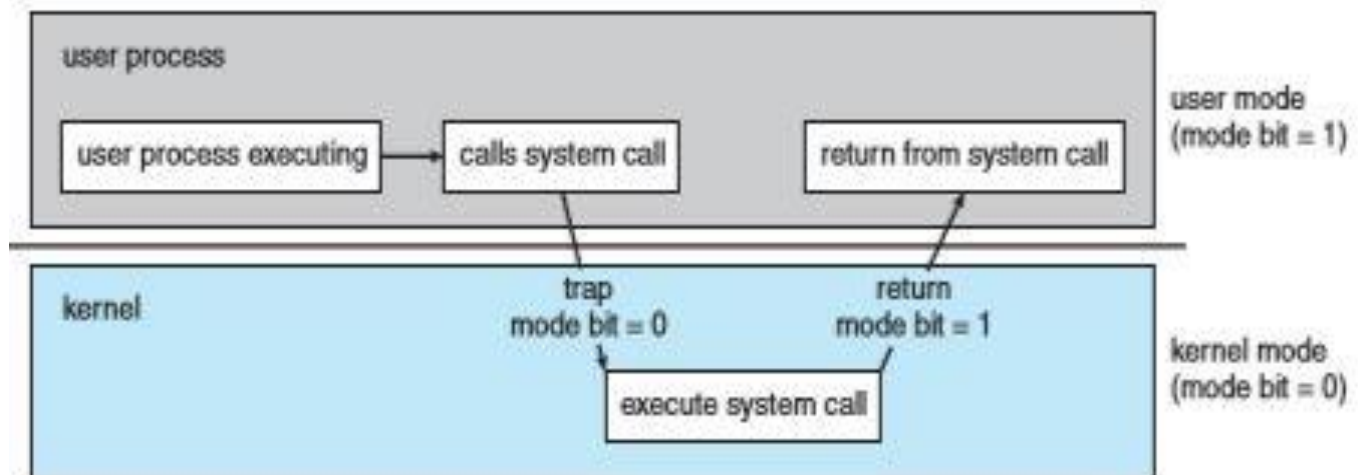 user process
user process executing
calls system call
return from system call
user mode
(mode bit = 1)
kernel
trap
mode bit = 0
return
mode bit = 1
execute system call
kernel mode
(mode bit = 0)